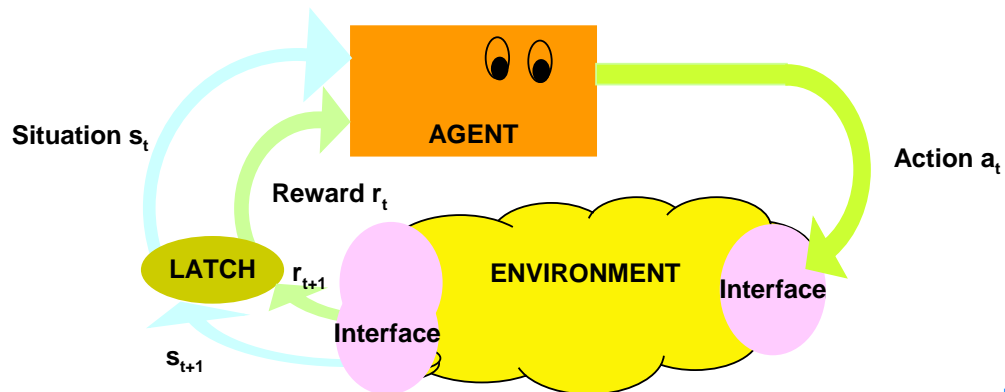 AGENT
Situation sₜ
Action aₜ
Reward rₜ
LATCH
rₜ₊₁
ENVIRONMENT
Interface
Interface
sₜ₊₁